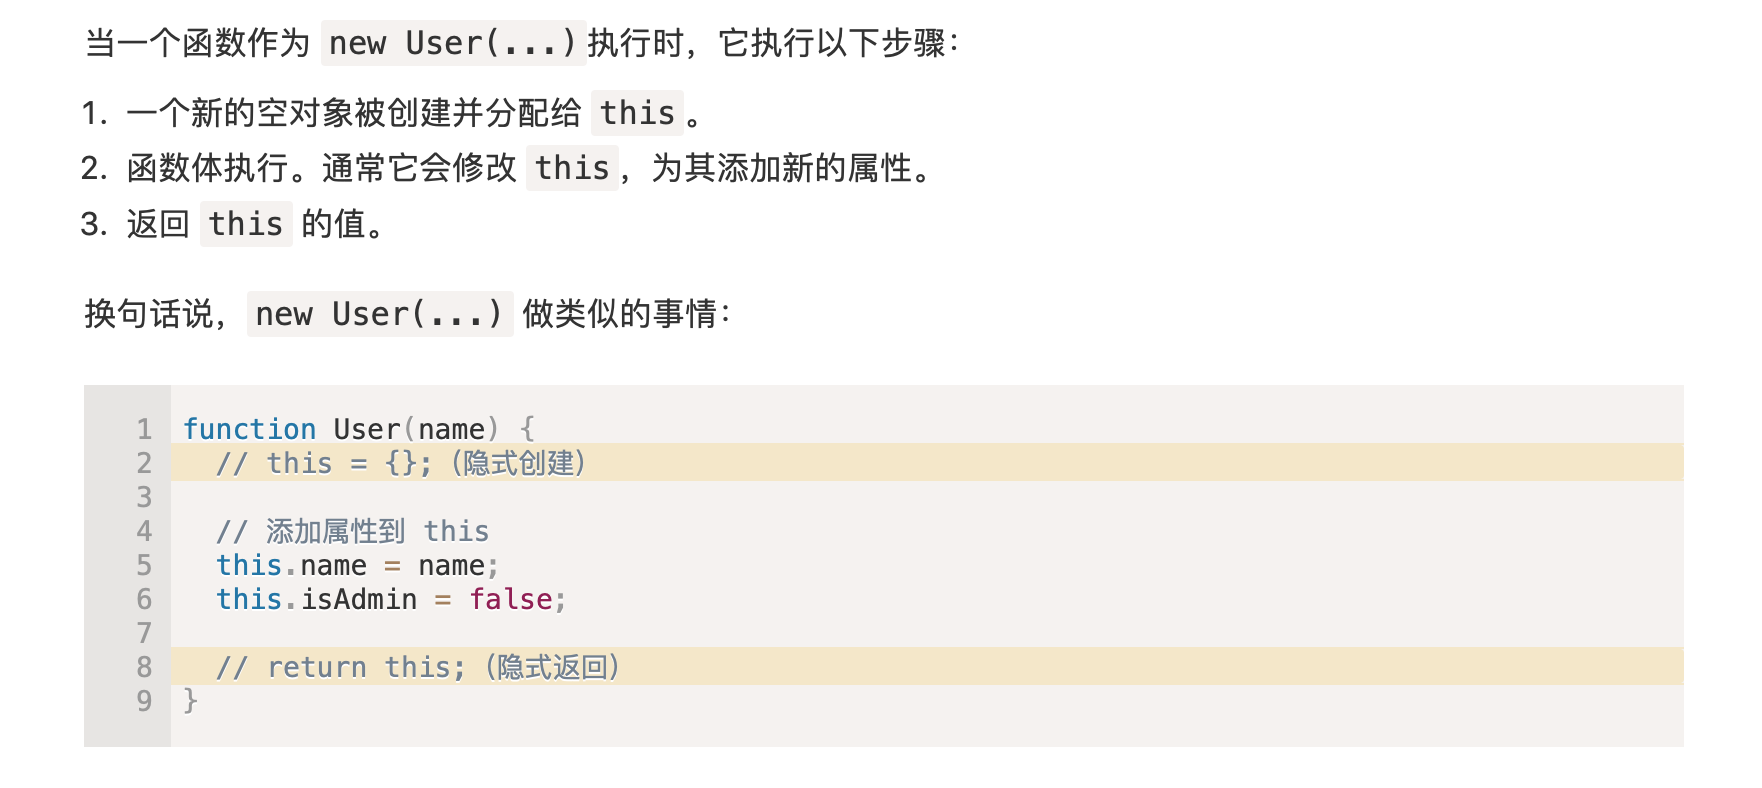 当一个函数作为 new User(...)执行时，它执行以下步骤：
1. 一个新的空对象被创建并分配给 this。
2. 函数体执行。通常它会修改 this，为其添加新的属性。
3. 返回 this 的值。
换句话说，new User(...) 做类似的事情：
1 function User(name) {
2   // this = {};（隐式创建）
3
4   // 添加属性到 this
5   this.name = name;
6   this.isAdmin = false;
7
8   // return this;（隐式返回）
9 }